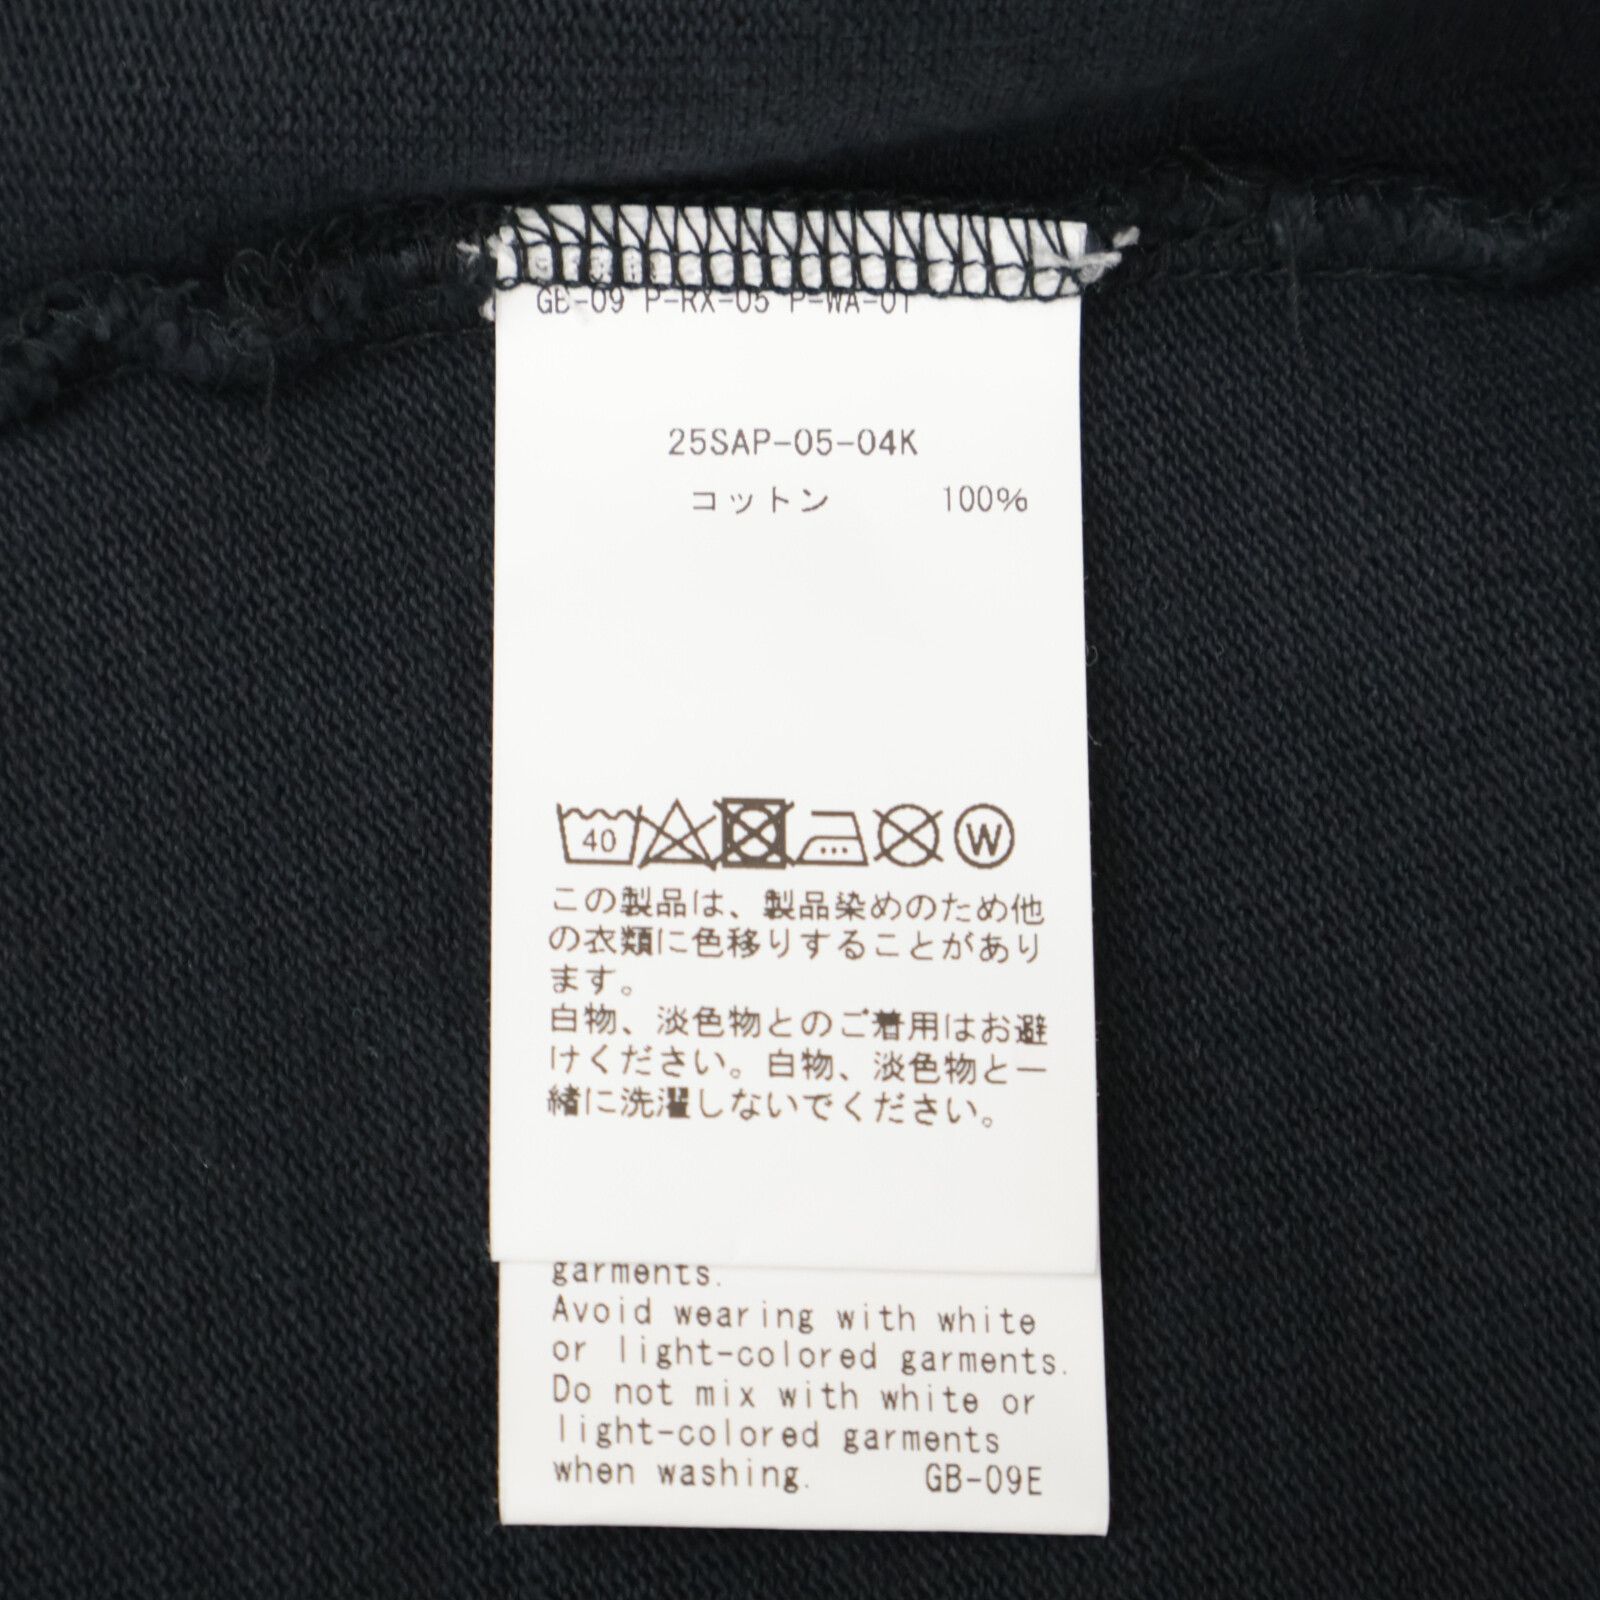 GB-09 P-RX-05 P-WA-01
25SAP-05-04K
コットン 100%
40
W
この製品は、製品染めのため他
の衣類に色移りすることがあり
ます。
白物、淡色物とのご着用はお避
けください。白物、淡色物と一
緒に洗濯しないでください。
garments.
Avoid wearing with white
or light-colored garments.
Do not mix with white or
light-colored garments
when washing. GB-09E